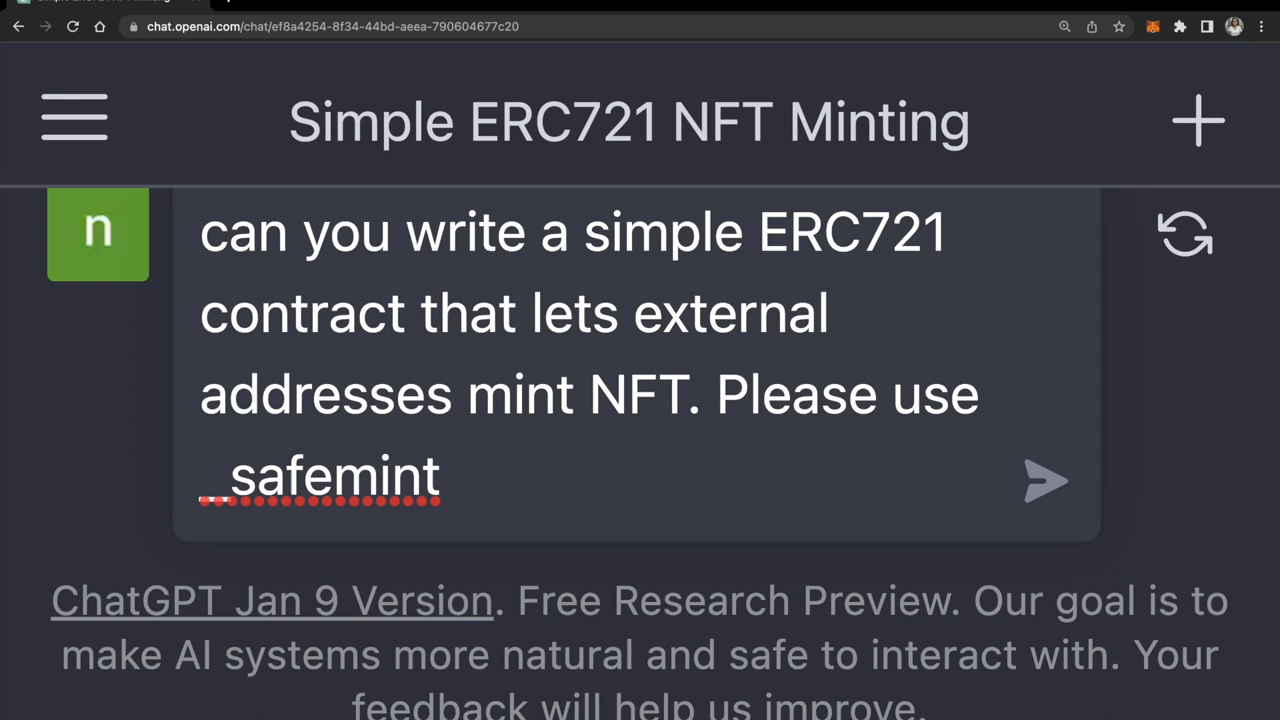 chat.openai.com/chat/ef8a4254-8f34-44bd-aeea-790604677c20
Simple ERC721 NFT Minting
n
can you write a simple ERC721
contract that lets external
addresses mint NFT. Please use
_safemint
ChatGPT Jan 9 Version. Free Research Preview. Our goal is to
make AI systems more natural and safe to interact with. Your
feedback will help us improve.